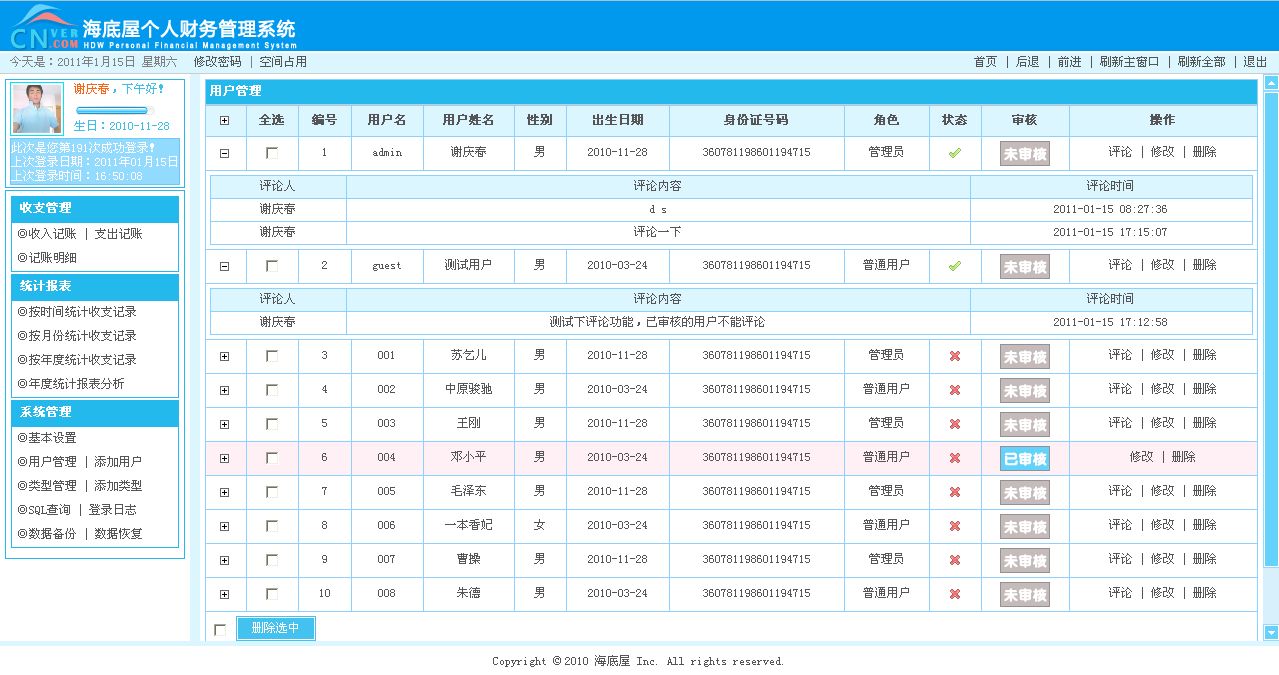 CNVER.COM 海底屋个人财务管理系统
HDW Personal Financial Management System
今天是：2011年1月15日 星期六 修改密码 | 空间占用 首页 | 后退 | 前进 | 刷新主窗口 | 刷新全部 | 退出
谢庆春，下午好！
生日：2010-11-28
此次是您第191次成功登录！
上次登录日期：2011年01月15日
上次登录时间：16:50:08
收支管理
◎收入记账 | 支出记账
◎记账明细
统计报表
◎按时间统计收支记录
◎按月份统计收支记录
◎按年度统计收支记录
◎年度统计报表分析
系统管理
◎基本设置
◎用户管理 | 添加用户
◎类型管理 | 添加类型
◎SQL查询 | 登录日志
◎数据备份 | 数据恢复
用户管理
全选 编号 用户名 用户姓名 性别 出生日期 身份证号码 角色 状态 审核 操作
1 admin 谢庆春 男 2010-11-28 360781198601194715 管理员 未审核 评论 | 修改 | 删除
评论人 评论内容 评论时间
谢庆春 d s 2011-01-15 08:27:36
谢庆春 评论一下 2011-01-15 17:15:07
2 guest 测试用户 男 2010-03-24 360781198601194715 普通用户 未审核 评论 | 修改 | 删除
评论人 评论内容 评论时间
谢庆春 测试下评论功能，已审核的用户不能评论 2011-01-15 17:12:58
3 001 苏乞儿 男 2010-11-28 360781198601194715 管理员 未审核 评论 | 修改 | 删除
4 002 中原骏驰 男 2010-03-24 360781198601194715 普通用户 未审核 评论 | 修改 | 删除
5 003 王刚 男 2010-11-28 360781198601194715 管理员 未审核 评论 | 修改 | 删除
6 004 邓小平 男 2010-03-24 360781198601194715 普通用户 已审核 修改 | 删除
7 005 毛泽东 男 2010-11-28 360781198601194715 管理员 未审核 评论 | 修改 | 删除
8 006 一本香妃 女 2010-03-24 360781198601194715 普通用户 未审核 评论 | 修改 | 删除
9 007 曹操 男 2010-11-28 360781198601194715 管理员 未审核 评论 | 修改 | 删除
10 008 朱德 男 2010-03-24 360781198601194715 普通用户 未审核 评论 | 修改 | 删除
删除选中
Copyright ©2010 海底屋 Inc. All rights reserved.